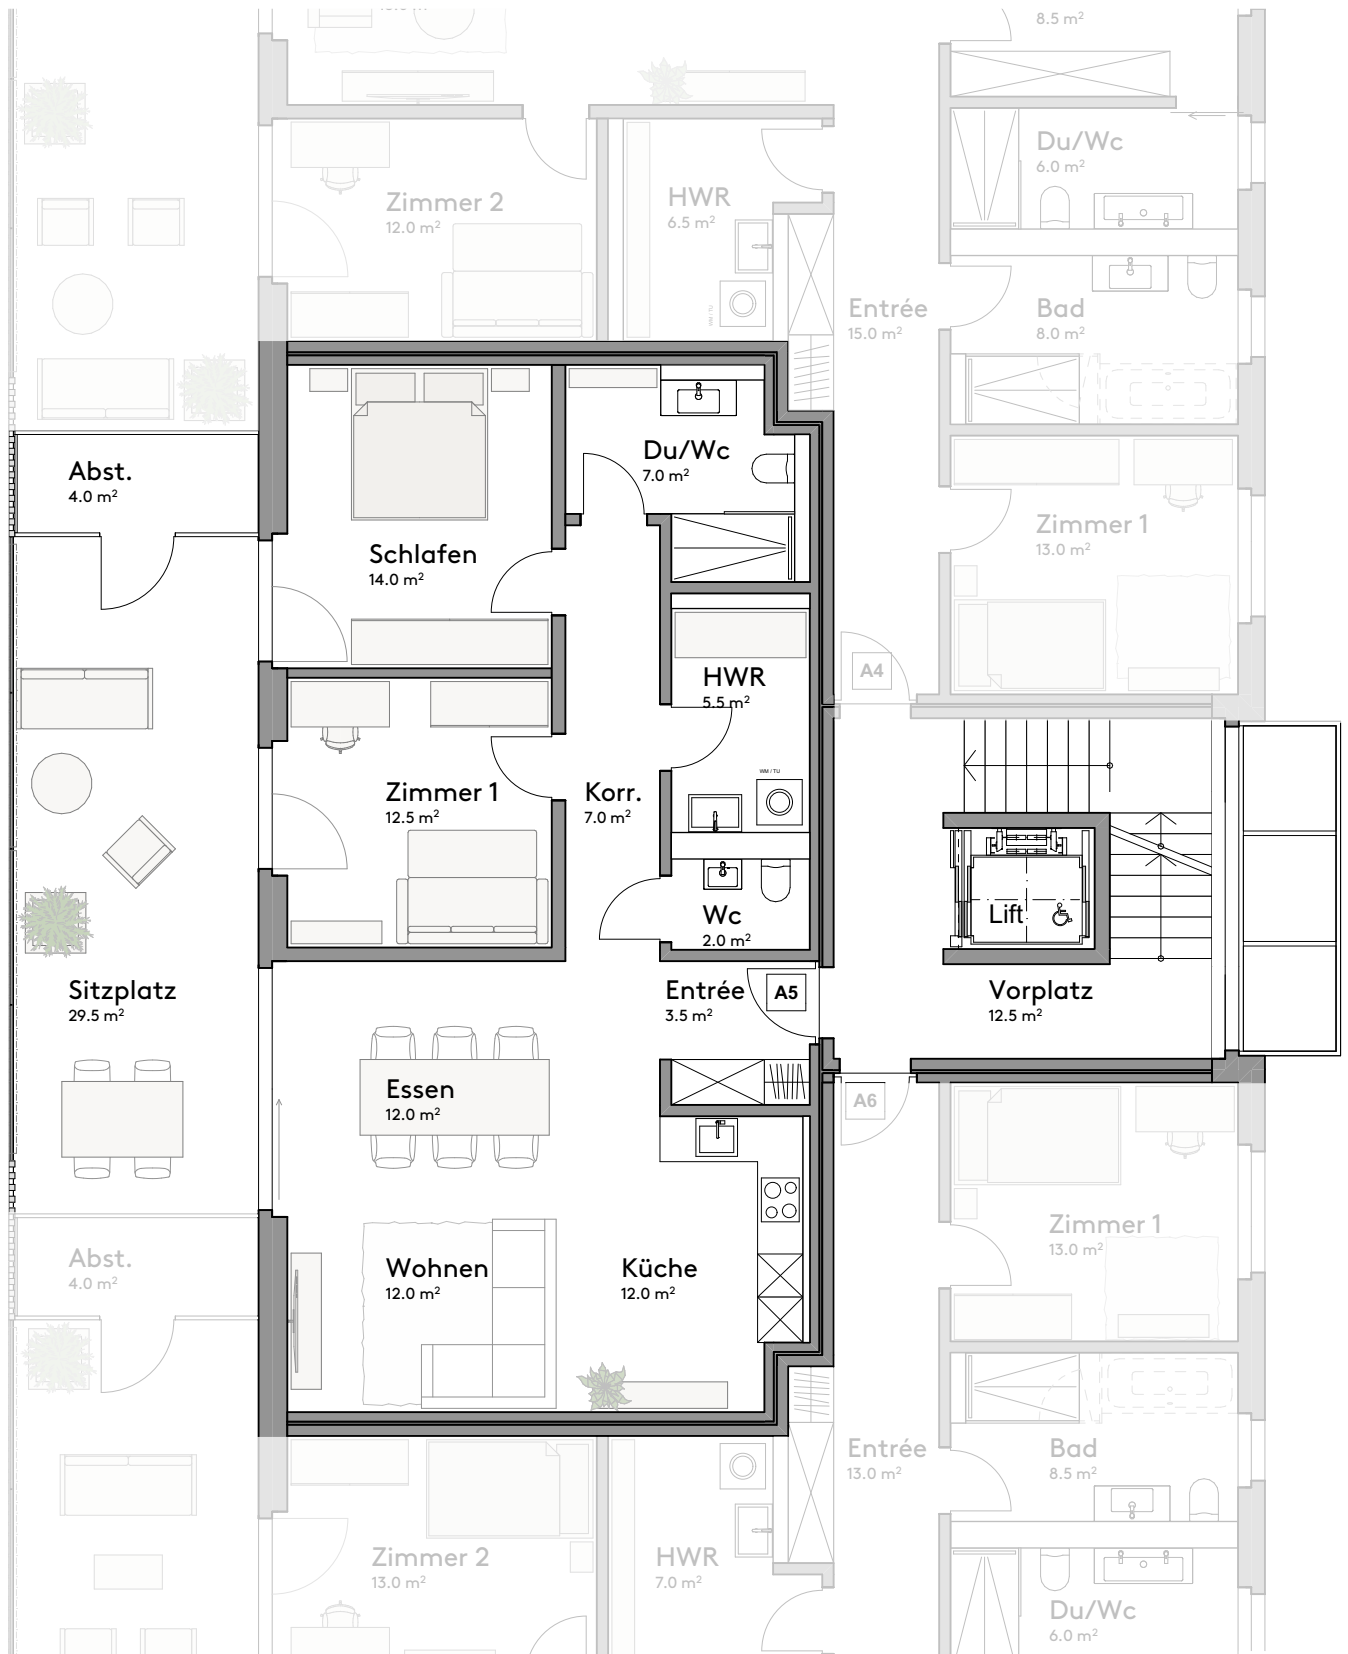 8.5 m²
Du/Wc
6.0 m²
Zimmer 2
12.0 m²
HWR
6.5 m²
WM / TU
Entrée
15.0 m²
Bad
8.0 m²
Abst.
4.0 m²
Du/Wc
7.0 m²
Schlafen
14.0 m²
Zimmer 1
13.0 m²
HWR
5.5 m²
A4
WM / TU
Zimmer 1
12.5 m²
Korr.
7.0 m²
Wc
2.0 m²
Lift
Sitzplatz
29.5 m²
Entrée
3.5 m²
A5
Vorplatz
12.5 m²
Essen
12.0 m²
A6
Zimmer 1
13.0 m²
Abst.
4.0 m²
Wohnen
12.0 m²
Küche
12.0 m²
Entrée
13.0 m²
Bad
8.5 m²
Zimmer 2
13.0 m²
HWR
7.0 m²
Du/Wc
6.0 m²